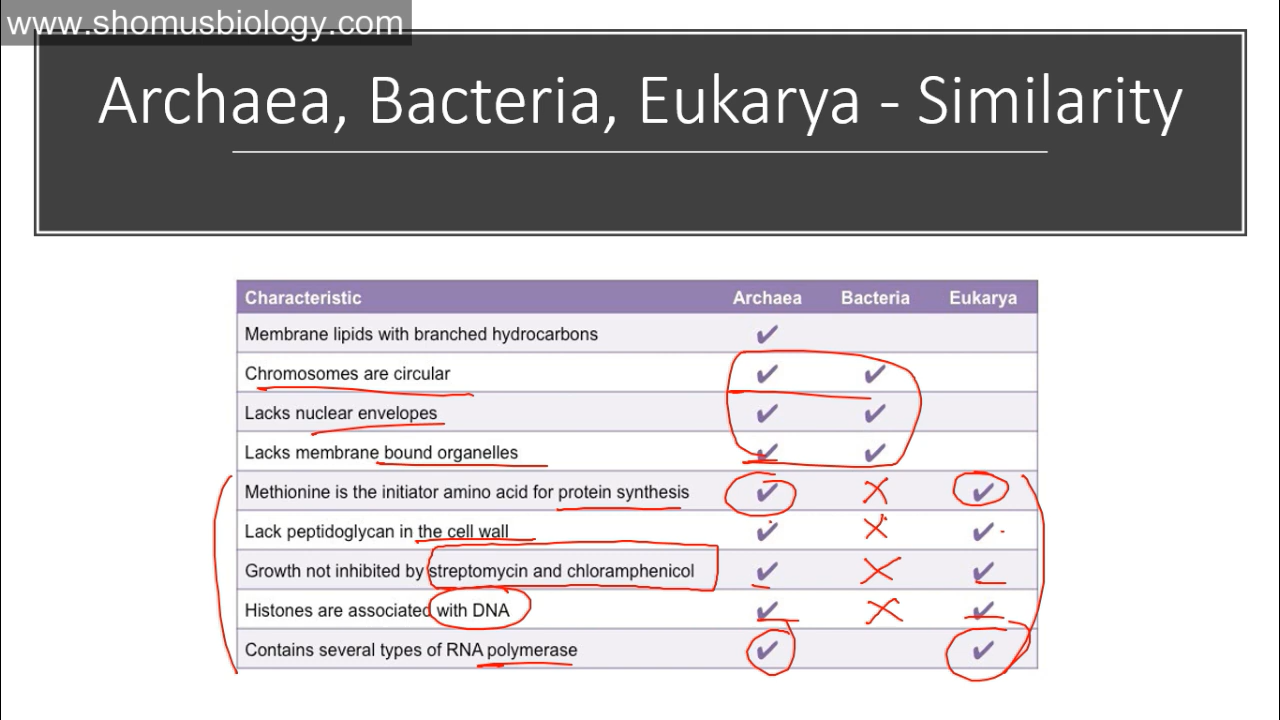 www.shomusbiology.com
Archaea, Bacteria, Eukarya - Similarity
Characteristic Archaea Bacteria Eukarya
Membrane lipids with branched hydrocarbons ✔
Chromosomes are circular ✔ ✔
Lacks nuclear envelopes ✔ ✔
Lacks membrane bound organelles ✔ ✔
Methionine is the initiator amino acid for protein synthesis ✔ X ✔
Lack peptidoglycan in the cell wall ✔ X ✔
Growth not inhibited by streptomycin and chloramphenicol ✔ X ✔
Histones are associated with DNA ✔ X ✔
Contains several types of RNA polymerase ✔ ✔